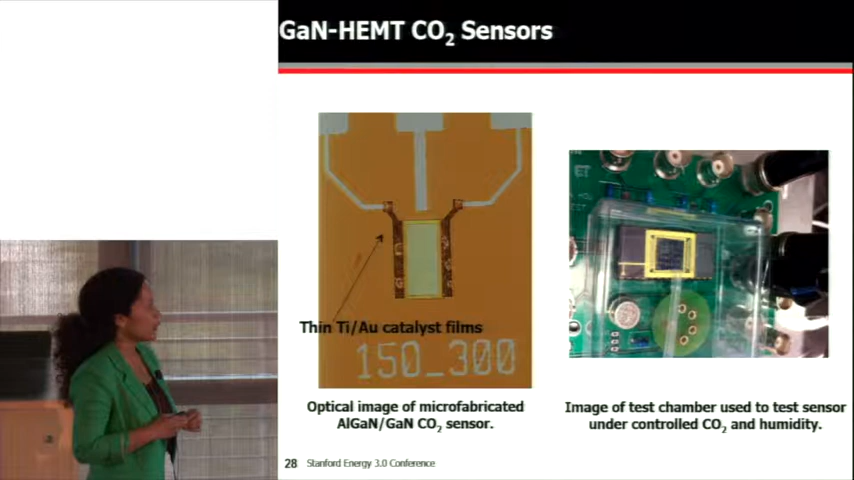 GaN-HEMT CO₂ Sensors
Thin Ti/Au catalyst films
150_300
Optical image of microfabricated
AlGaN/GaN CO₂ sensor.
Image of test chamber used to test sensor
under controlled CO₂ and humidity.
28 Stanford Energy 3.0 Conference